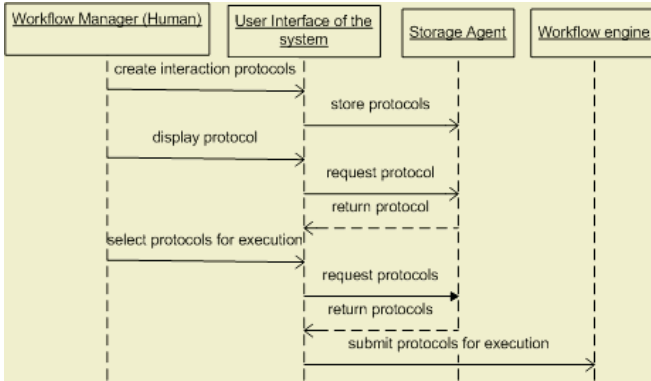 Workflow Manager (Human)
User Interface of the
system
Storage Agent
Workflow engine
create interaction protocols
store protocols
display protocol
request protocol
return protocol
select protocols for execution
request protocols
return protocols
submit protocols for execution